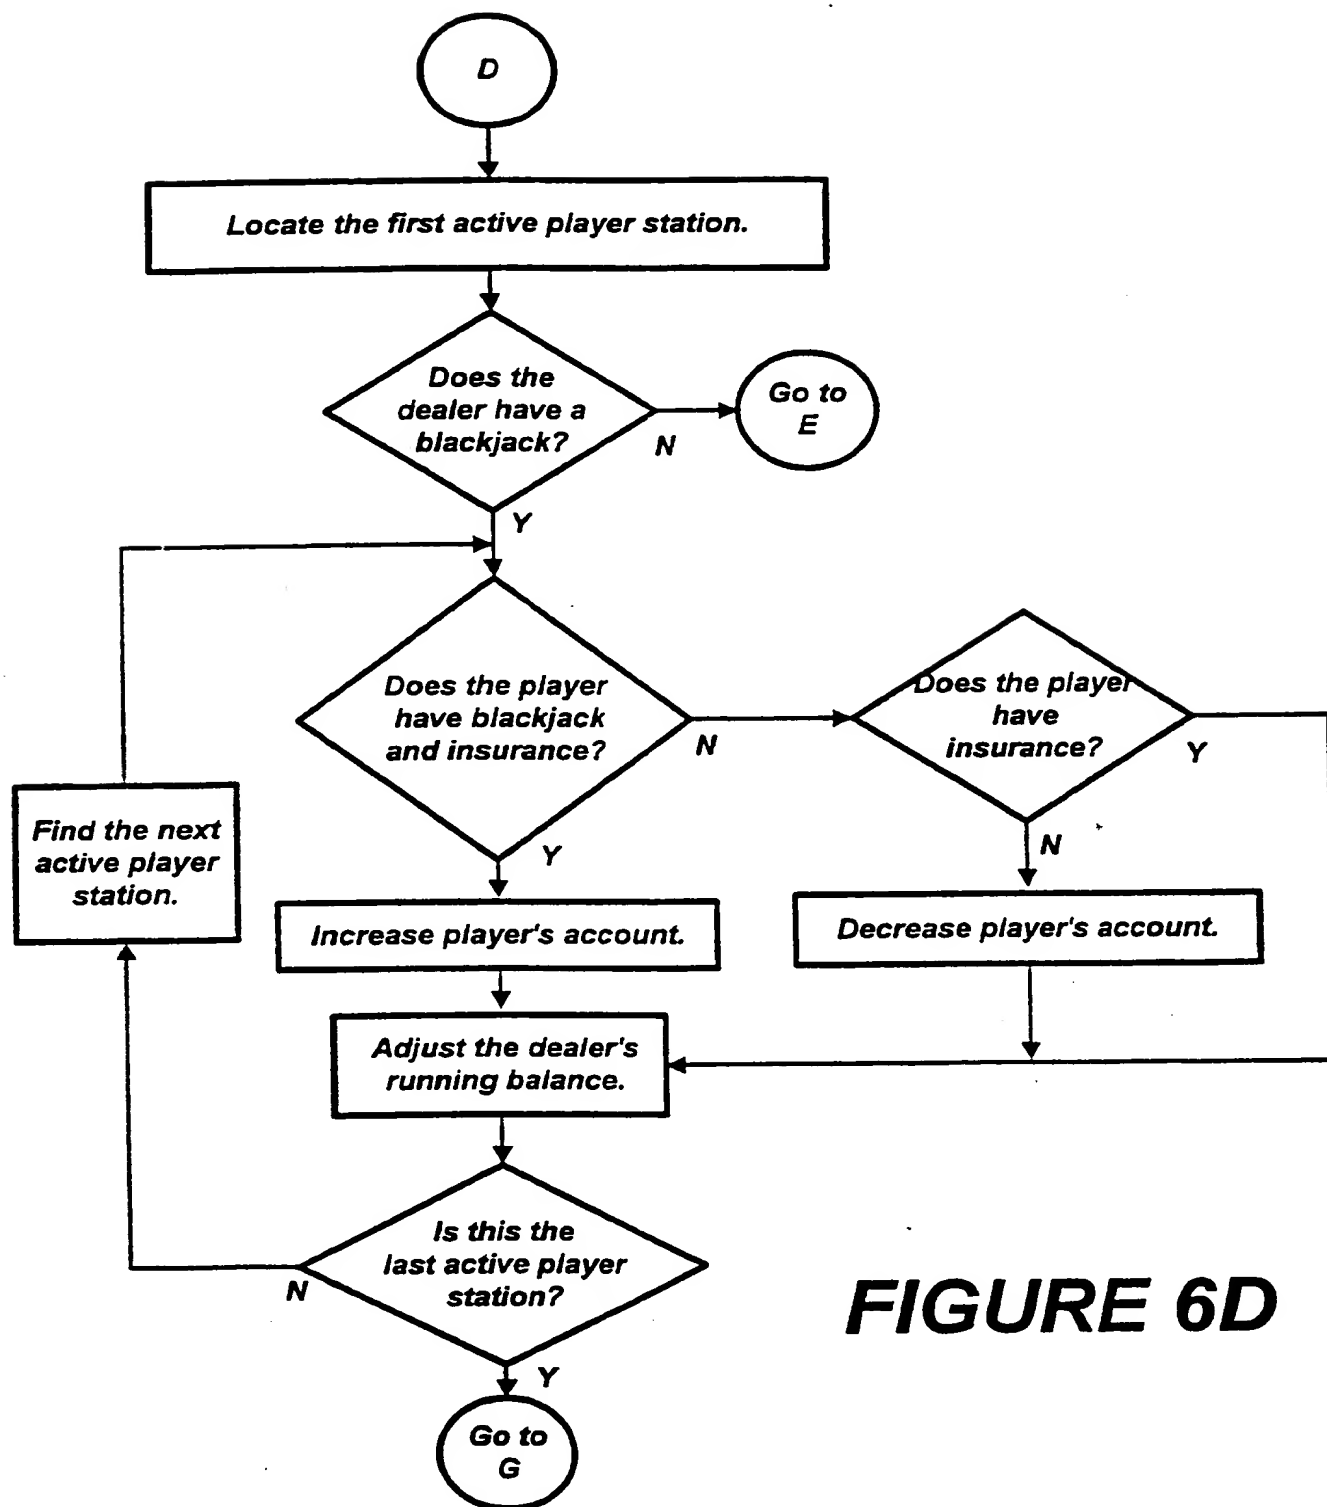 D
Locate the first active player station.
Does the
dealer have a
blackjack?
N
Go to
E
Y
Does the player
have blackjack
and insurance?
N
Does the player
have
insurance?
Y
Find the next
active player
station.
Y
N
Increase player's account.
Decrease player's account.
Adjust the dealer's
running balance.
Is this the
last active player
station?
N
Y
Go to
G
FIGURE 6D